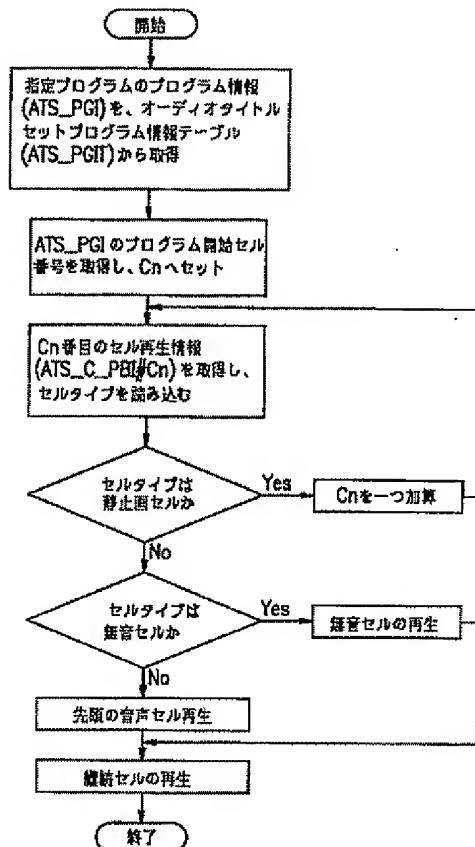 開始
指定プログラムのプログラム情報
(ATS_PGI)を、オーディオタイトル
セットプログラム情報テーブル
(ATS_PGIT)から取得
ATS_PGIのプログラム開始セル
番号を取得し、Cnへセット
Cn番目のセル再生情報
(ATS_C_PBI#Cn)を取得し、
セルタイプを読み込む
セルタイプは
静止画セルか
Yes
Cnを一つ加算
No
セルタイプは
無音セルか
Yes
無音セルの再生
No
先頭の音声セル再生
継続セルの再生
終了